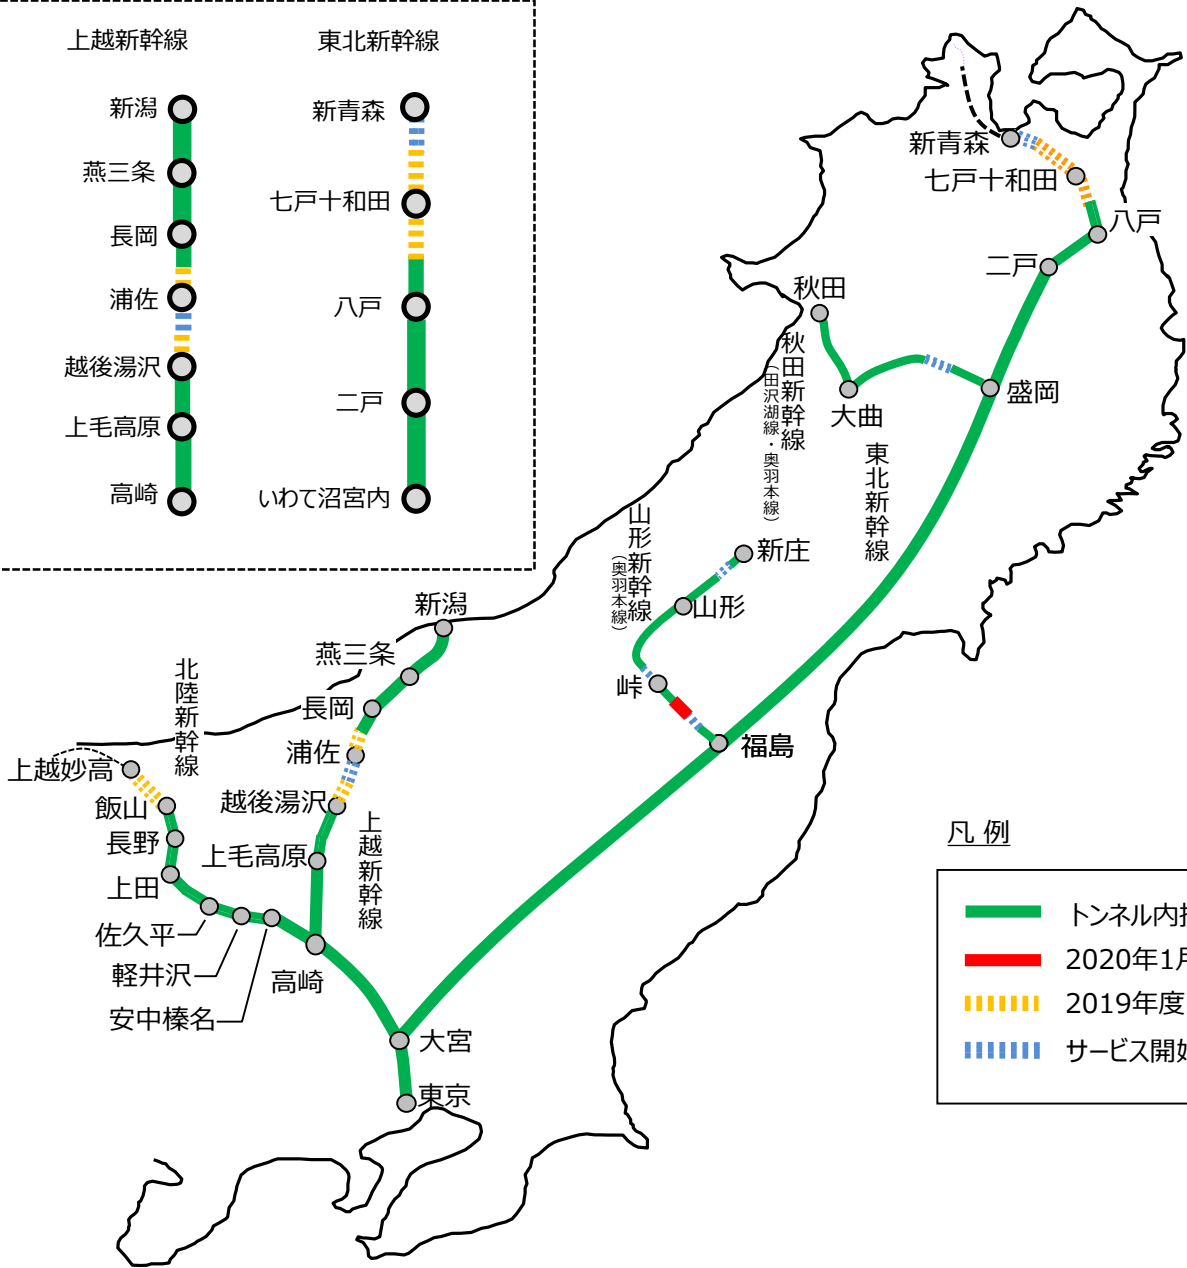 上越新幹線
新潟
燕三条
長岡
浦佐
越後湯沢
上毛高原
高崎
東北新幹線
新青森
七戸十和田
八戸
二戸
いわて沼宮内
新青森
七戸十和田
八戸
二戸
秋田
秋田新幹線
(田沢湖線・奥羽本線)
大曲
盛岡
東北新幹線
山形新幹線
(奥羽本線)
新庄
山形
峠
福島
新潟
燕三条
長岡
浦佐
越後湯沢
上毛高原
上越新幹線
北陸新幹線
上越妙高
飯山
長野
上田
佐久平
軽井沢
安中榛名
高崎
大宮
東京
凡 例
トンネル内
2020年1月
2019年度
サービス開始